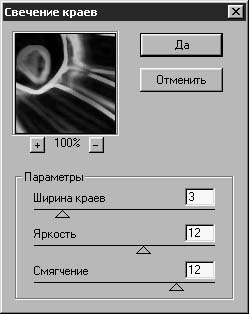 Свечение краев
Да
Отменить
+ 100% −
Параметры
Ширина краев 3
Яркость 12
Смягчение 12